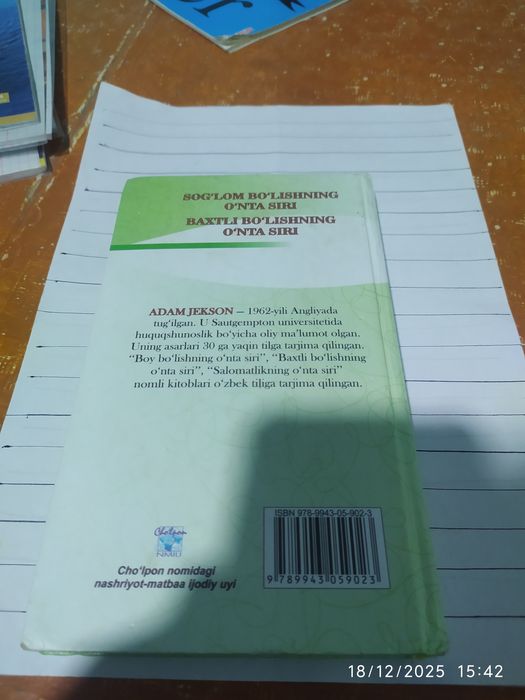 SOG'LOM BO'LISHNING
O'NTA SIRI
BAXTLI BO'LISHNING
O'NTA SIRI
ADAM JEKSON — 1962-yili Angliyada
tug'ilgan. U Sautgempton universitetida
huquqshunoslik bo'yicha oliy ma'lumot olgan.
Uning asarlari 30 ga yaqin tilga tarjima qilingan.
“Boy bo'lishning o'nta siri”, “Baxtli bo'lishning
o'nta siri”, “Salomatlikning o'nta siri”
nomli kitoblari o'zbek tiliga tarjima qilingan.
ISBN 978-9943-05-902-3
9 789943 059023
Cho'lpon
NMIU
Cho'lpon nomidagi
nashriyot-matbaa ijodiy uyi
18/12/2025 15:42